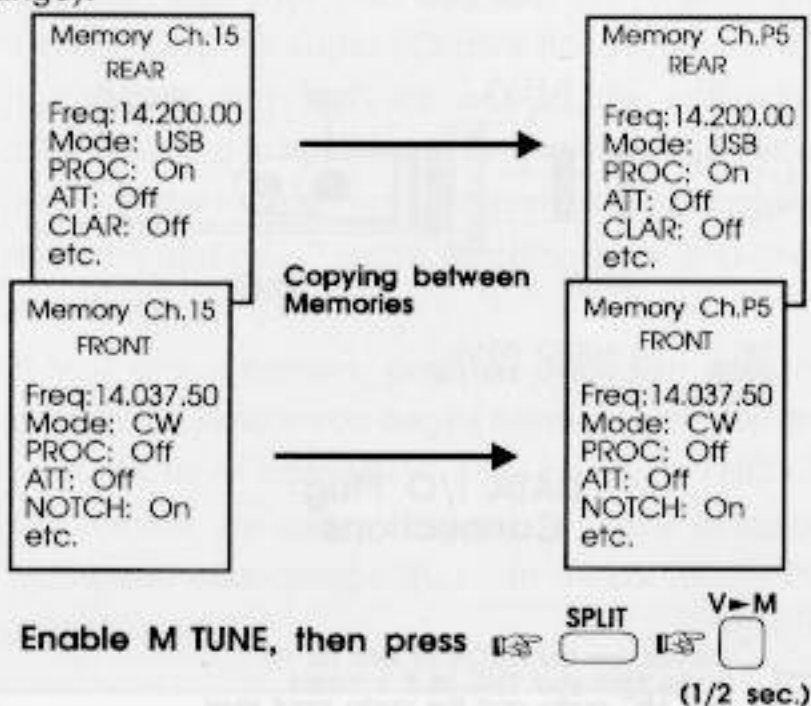 Memory Ch.15
REAR
Freq:14.200.00
Mode: USB
PROC: On
ATT: Off
CLAR: Off
etc.
Memory Ch.15
FRONT
Freq:14.037.50
Mode: CW
PROC: Off
ATT: Off
NOTCH: On
etc.
Copying between
Memories
Memory Ch.P5
REAR
Freq:14.200.00
Mode: USB
PROC: On
ATT: Off
CLAR: Off
etc.
Memory Ch.P5
FRONT
Freq:14.037.50
Mode: CW
PROC: Off
ATT: Off
NOTCH: On
etc.
Enable M TUNE, then press SPLIT V►M
(1/2 sec.)